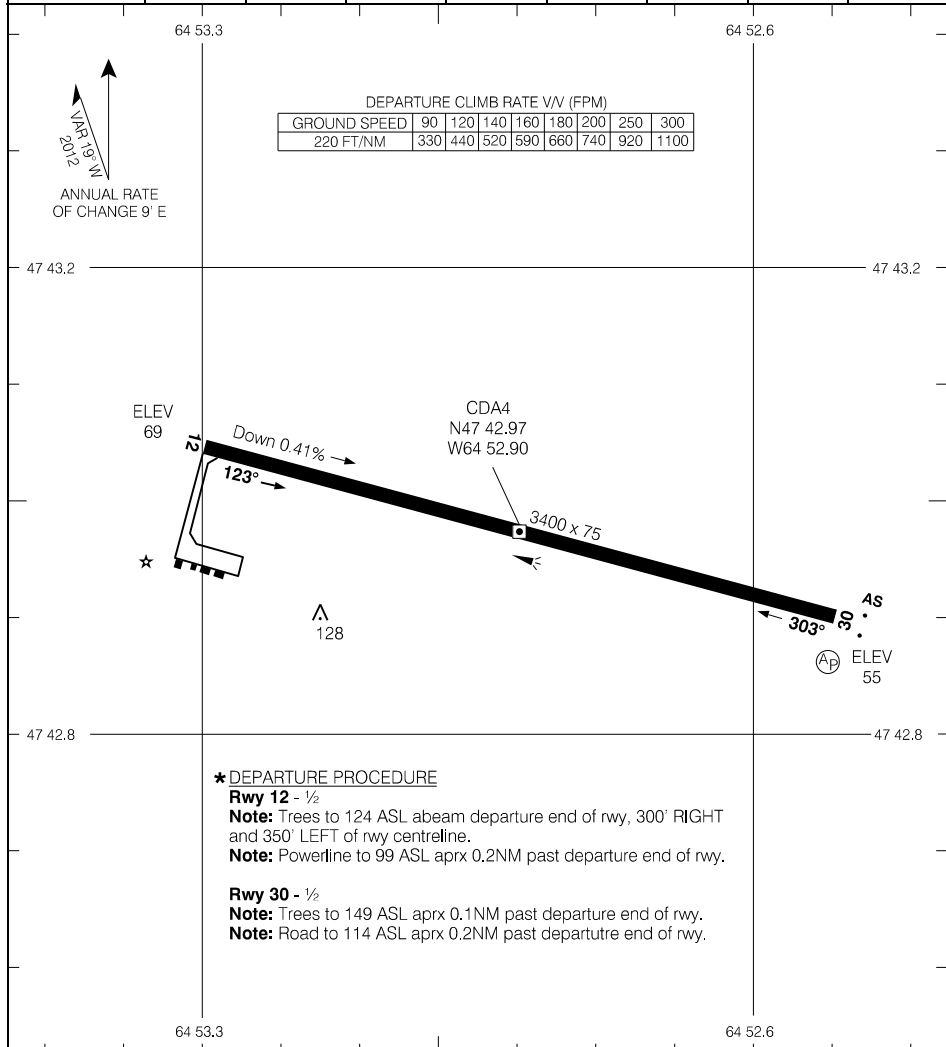 64 53.3
64 52.6
VAR 19° W
2012
ANNUAL RATE
OF CHANGE 9' E
DEPARTURE CLIMB RATE V/V (FPM)
GROUND SPEED 90 120 140 160 180 200 250 300
220 FT/NM 330 440 520 590 660 740 920 1100
47 43.2
47 43.2
ELEV
69
12
Down 0.41%
123°
CDA4
N47 42.97
W64 52.90
3400 x 75
128
303°
30
AS
AP
ELEV
55
47 42.8
47 42.8
* DEPARTURE PROCEDURE
Rwy 12 - ½
Note: Trees to 124 ASL abeam departure end of rwy, 300' RIGHT
and 350' LEFT of rwy centreline.
Note: Powerline to 99 ASL aprx 0.2NM past departure end of rwy.
Rwy 30 - ½
Note: Trees to 149 ASL aprx 0.1NM past departure end of rwy.
Note: Road to 114 ASL aprx 0.2NM past departutre end of rwy.
64 53.3
64 52.6